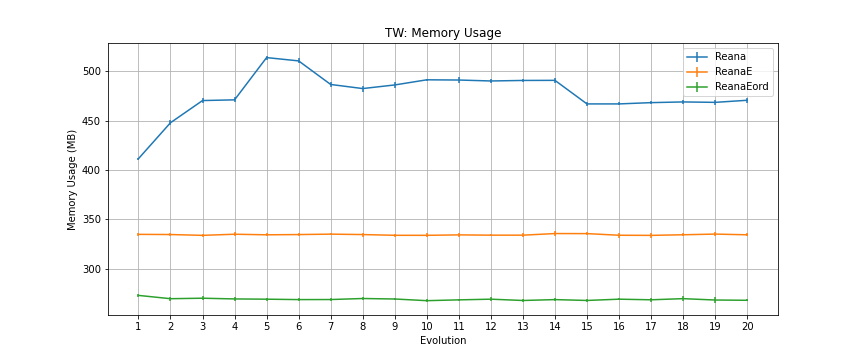 TW: Memory Usage
Memory Usage (MB)
500
450
400
350
300
Reana
ReanaE
ReanaEord
1 2 3 4 5 6 7 8 9 10 11 12 13 14 15 16 17 18 19 20
Evolution